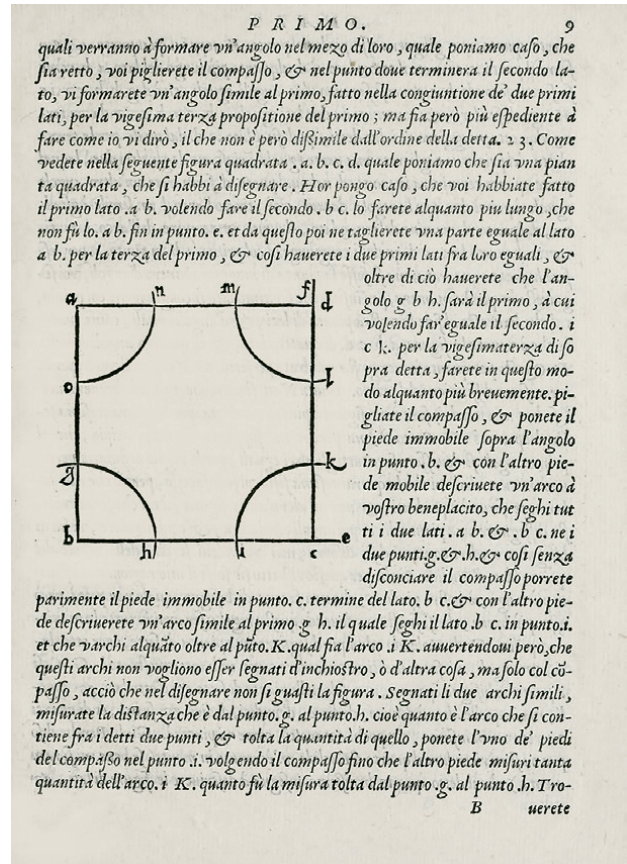 PRIMO. 9
quali verranno à formare vn'angolo nel mezo di loro, quale poniamo caſo, che
ſia retto, voi piglierete il compaſſo, & nel punto doue terminera il ſecondo la-
to, vi formarete vn'angolo ſimile al primo, fatto nella congiuntione de' due primi
lati, per la vigeſima terza propoſitione del primo; ma fia però più eſpediente à
fare come io vi dirò, il che non è però dißimile dall'ordine della detta. 23. Come
vedete nella ſeguente figura quadrata. a. b. c. d. quale poniamo che ſia vna pian
ta quadrata, che ſi habbi à diſegnare. Hor pongo caſo, che voi habbiate fatto
il primo lato. a b. volendo fare il ſecondo. b c. lo farete alquanto piu lungo, che
non fù lo. a b. fin in punto. e. et da queſto poi ne taglierete vna parte eguale al lato
a b. per la terza del primo, & coſi hauerete i due primi lati fra loro eguali, &
oltre di ciò hauerete che l'an-
golo g b h. ſarà il primo, à cui
volendo far'eguale il ſecondo. i
c k. per la vigeſimaterza di ſo
pra detta, farete in queſto mo-
do alquanto più breuemente. pi-
gliate il compaſſo, & ponete il
piede immobile ſopra l'angolo
in punto. b. & con l'altro pie-
de mobile deſcriuete vn'arco à
voſtro beneplacito, che ſeghi tut
ti i due lati. a b. & . b c. ne i
due punti. g. & . h. & coſi ſenza
diſconciare il compaſſo porrete
a n m f d
o l
g k
b h i c e
parimente il piede immobile in punto. c. termine del lato. b c. & con l'altro pie-
de deſcriuerete vn'arco ſimile al primo g h. il quale ſeghi il lato. b c. in punto. i.
et che varchi alquāto oltre al pūto. K. qual fia l'arco. i K. auuertendoui però, che
queſti archi non vogliono eſſer ſegnati d'inchioſtro, ò d'altra coſa, ma ſolo col cō-
paſſo, acciò che nel diſegnare non ſi guaſti la figura. Segnati li due archi ſimili,
miſurate la diſtanza che è dal punto. g. al punto. h. cioè quanto è l'arco che ſi con-
tiene fra i detti due punti, & tolta la quantità di quello, ponete l'vno de' piedi
del compaßo nel punto. i. volgendo il compaſſo fino che l'altro piede miſuri tanta
quantità dell'arco. i K. quanto fù la miſura tolta dal punto. g. al punto. h. Tro-
B uerete